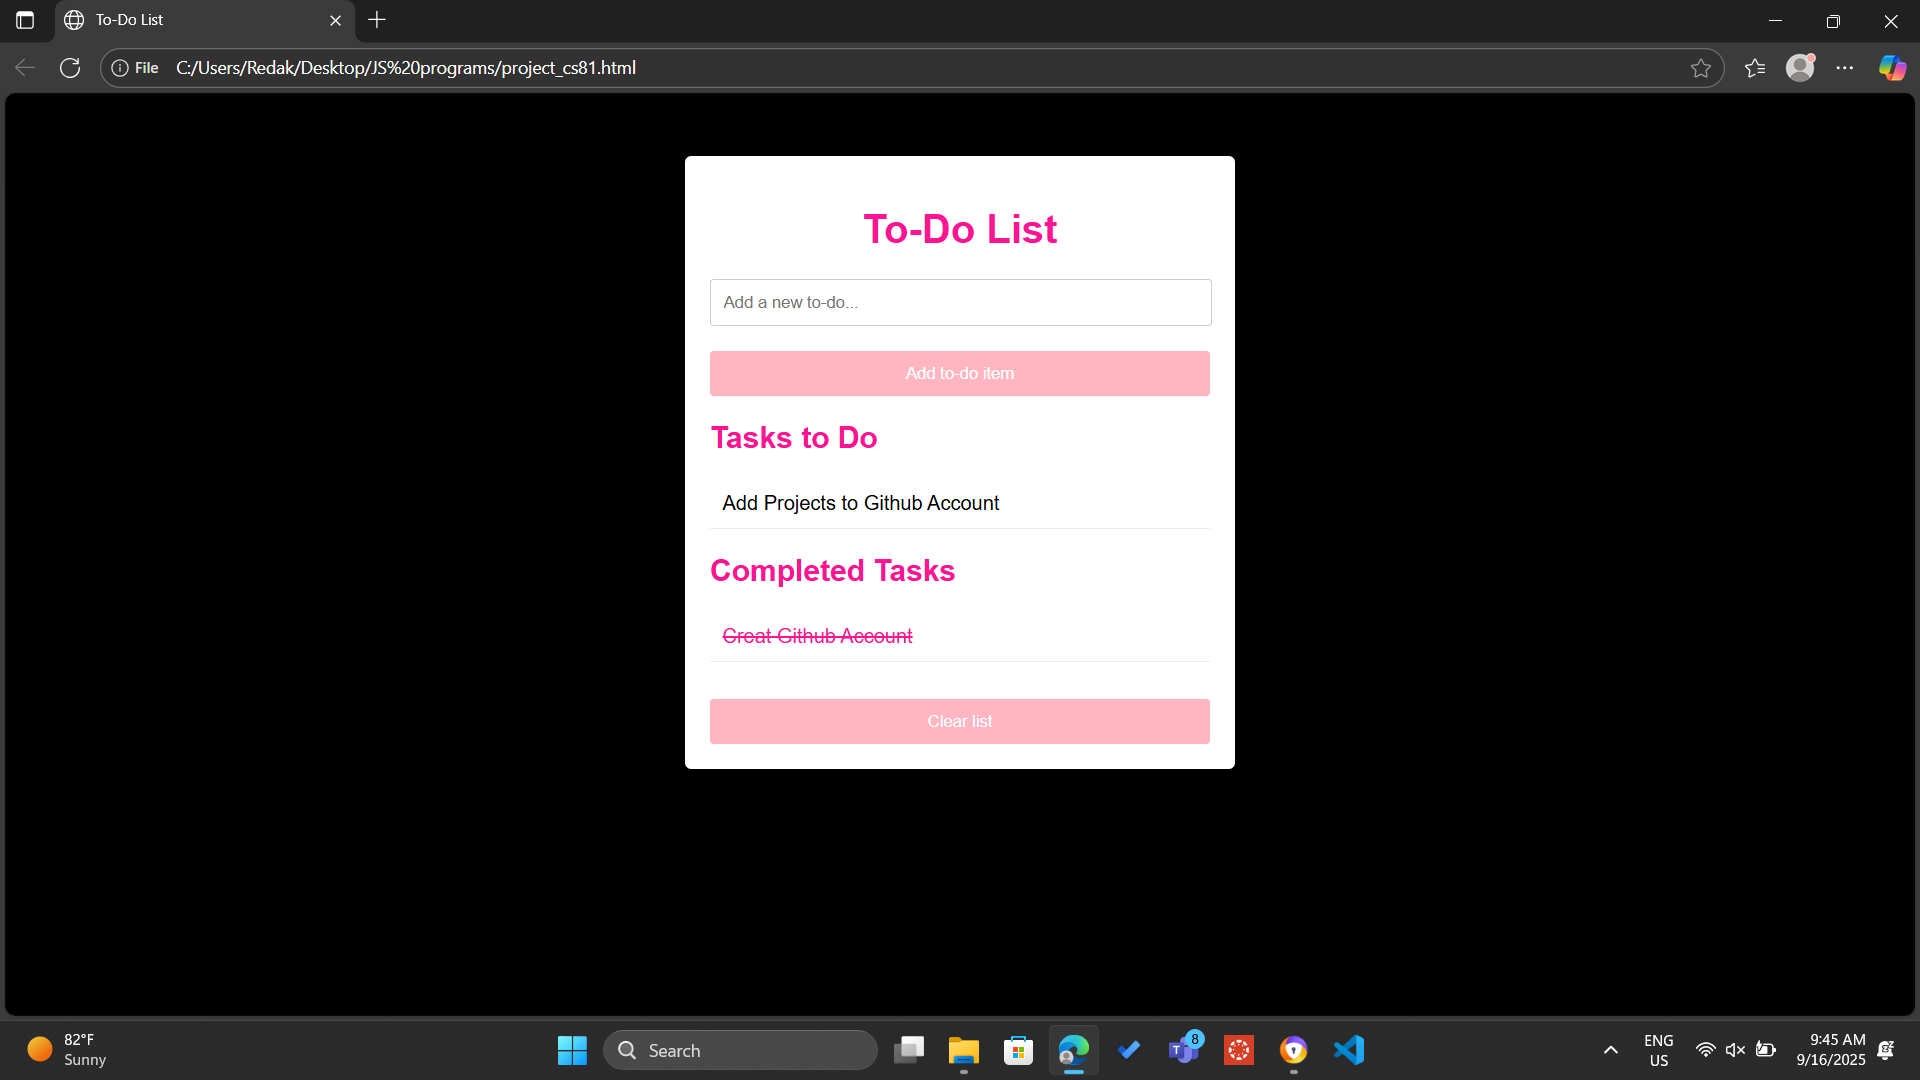 To-Do List
File C:/Users/Redak/Desktop/JS%20programs/project_cs81.html
To-Do List
Add a new to-do...
Add to-do item
Tasks to Do
Add Projects to Github Account
Completed Tasks
Creat Github Account
Clear list
82°F
Sunny
Search
T
8
ENG
US
9:45 AM
9/16/2025